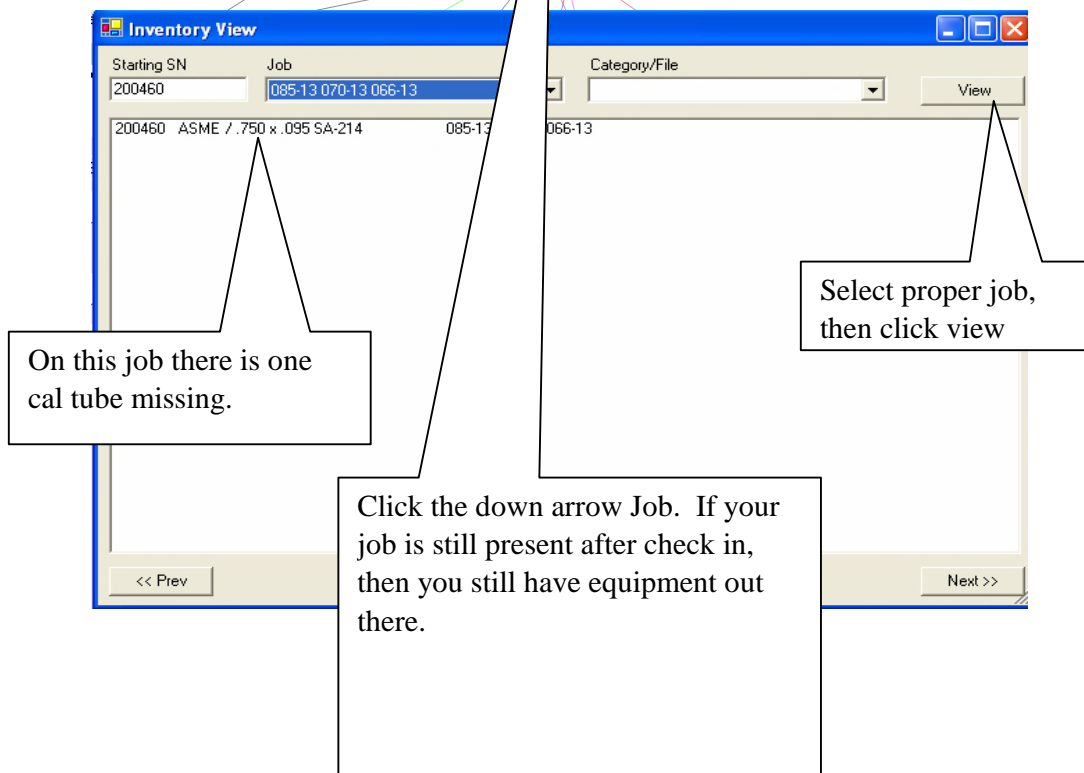 Inventory View
Starting SN Job Category/File
200460 085-13 070-13 066-13 View
200460 ASME / .750 x .095 SA-214 085-13 066-13
Select proper job,
then click view
On this job there is one
cal tube missing.
Click the down arrow Job. If your
job is still present after check in,
then you still have equipment out
there.
<< Prev Next >>